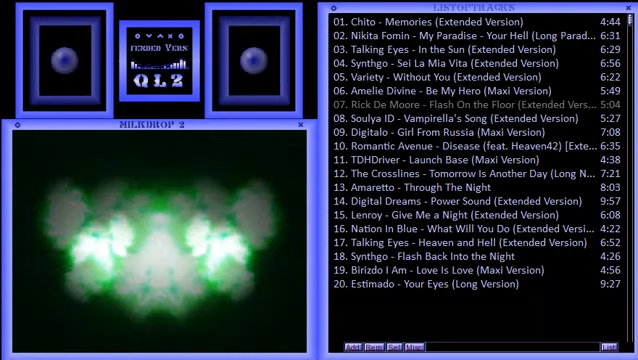 TENDED VERS
QL2
MILKDROP 2
LIST OF TRACKS
01. Chito - Memories (Extended Version) 4:44
02. Nikita Fomin - My Paradise - Your Hell (Long Parad... 6:31
03. Talking Eyes - In the Sun (Extended Version) 6:29
04. Synthgo - Sei La Mia Vita (Extended Version) 6:56
05. Variety - Without You (Extended Version) 6:22
06. Amelie Divine - Be My Hero (Maxi Version) 5:49
07. Rick De Moore - Flash On the Floor (Extended Vers... 5:04
08. Soulya ID - Vampirella's Song (Extended Version) 5:27
09. Digitalo - Girl From Russia (Maxi Version) 7:08
10. Romantic Avenue - Disease (feat. Heaven42) [Exte... 6:35
11. TDHDriver - Launch Base (Maxi Version) 4:38
12. The Crosslines - Tomorrow Is Another Day (Long N... 7:21
13. Amaretto - Through The Night 8:03
14. Digital Dreams - Power Sound (Extended Version) 9:57
15. Lenroy - Give Me a Night (Extended Version) 6:08
16. Nation In Blue - What Will You Do (Extended Versi... 4:22
17. Talking Eyes - Heaven and Hell (Extended Version) 6:52
18. Synthgo - Flash Back Into the Night 4:26
19. Birizdo I Am - Love Is Love (Maxi Version) 4:56
20. Estimado - Your Eyes (Long Version) 9:27
Add Rem Sel Misc List